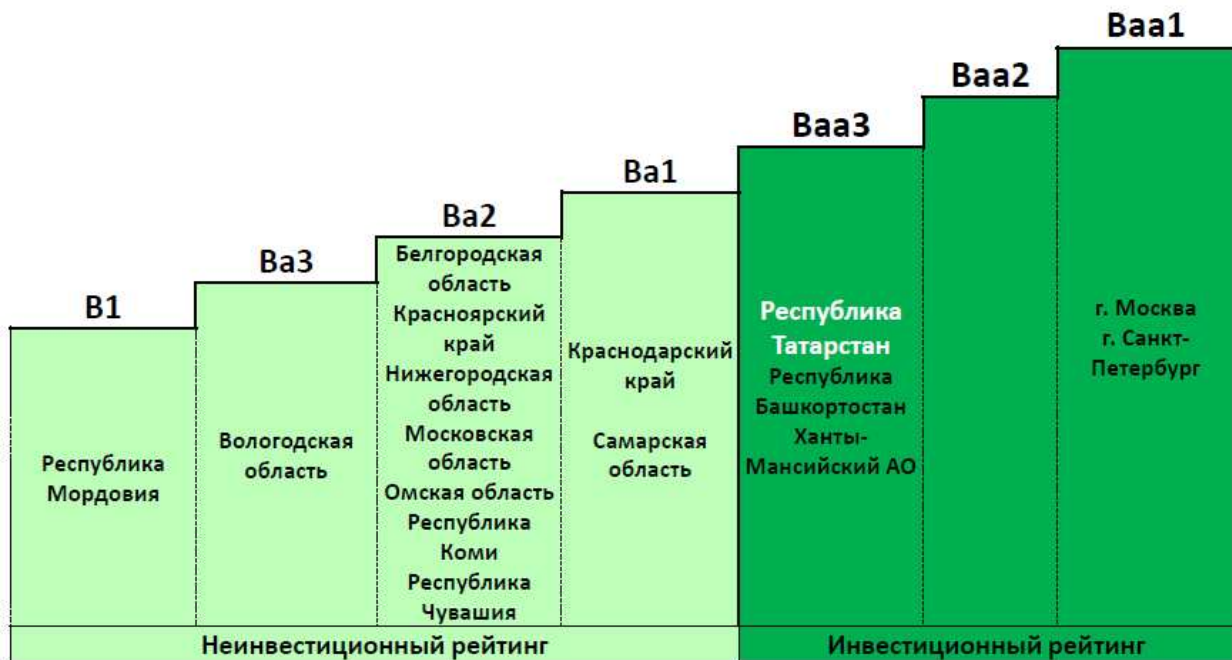 Baa1
Baa2
Baa3
Ba1
Ba2
Ba3
B1
Республика
Мордовия
Вологодская
область
Белгородская
область
Красноярский
край
Нижегородская
область
Московская
область
Омская область
Республика
Коми
Республика
Чувашия
Краснодарский
край
Самарская
область
Республика
Татарстан
Республика
Башкортостан
Ханты-
Мансийский АО
г. Москва
г. Санкт-
Петербург
Неинвестиционный рейтинг
Инвестиционный рейтинг